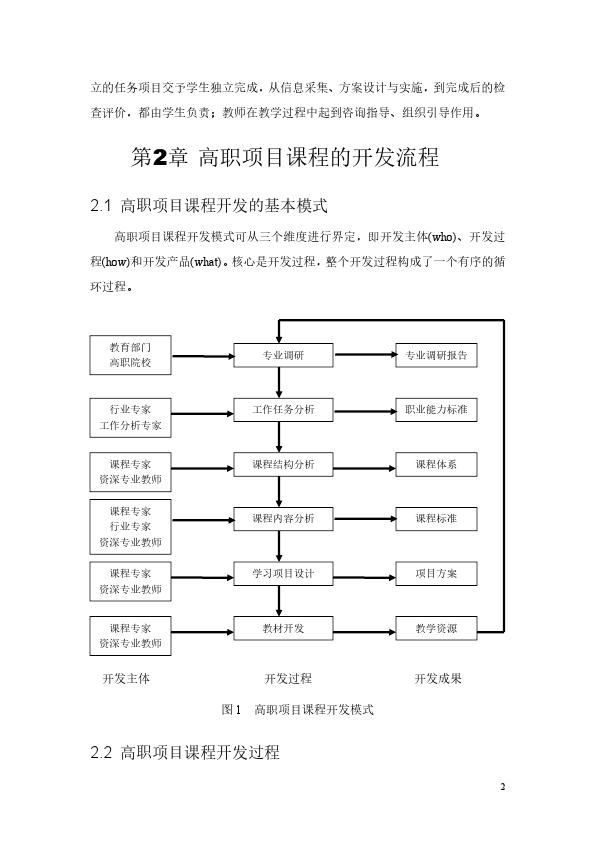 立的任务项目交予学生独立完成，从信息采集、方案设计与实施，到完成后的检
查评价，都由学生负责；教师在教学过程中起到咨询指导、组织引导作用。
第2章 高职项目课程的开发流程
2.1 高职项目课程开发的基本模式
高职项目课程开发模式可从三个维度进行界定，即开发主体(who)、开发过
程(how)和开发产品(what)。核心是开发过程，整个开发过程构成了一个有序的循
环过程。
教育部门
高职院校
专业调研
专业调研报告
行业专家
工作分析专家
工作任务分析
职业能力标准
课程专家
资深专业教师
课程结构分析
课程体系
课程专家
行业专家
资深专业教师
课程内容分析
课程标准
课程专家
资深专业教师
学习项目设计
项目方案
课程专家
资深专业教师
教材开发
教学资源
开发主体 开发过程 开发成果
图1 高职项目课程开发模式
2.2 高职项目课程开发过程
2